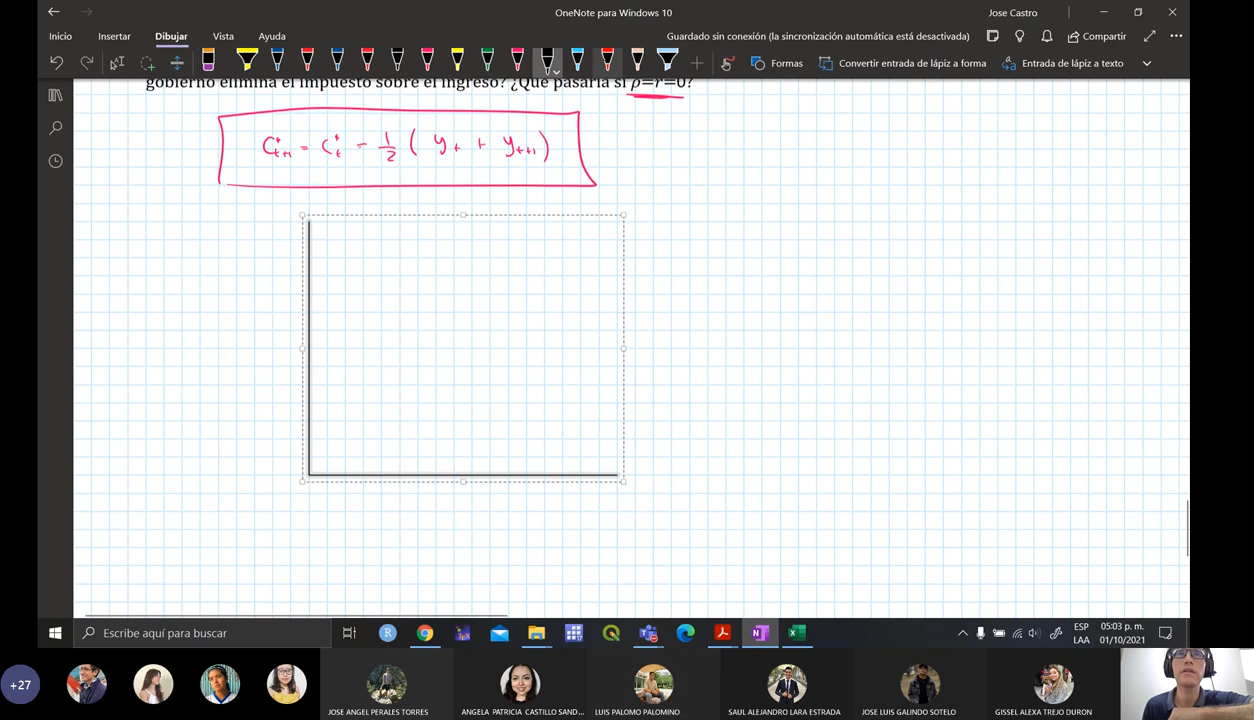 OneNote para Windows 10
Jose Castro
Inicio
Insertar
Dibujar
Vista
Ayuda
Guardado sin conexión (la sincronización automática está desactivada)
Compartir
Formas
Convertir entrada de lápiz a forma
Entrada de lápiz a texto
gobierno elimina el impuesto sobre el ingreso? ¿Qué pasaría si ρ=r=0?
C*t+1 = C*t = 1/2 ( yt + yt+1 )
Escribe aquí para buscar
ESP
LAA
05:03 p. m.
01/10/2021
+27
JOSE ANGEL PERALES TORRES
ANGELA PATRICIA CASTILLO SAND...
LUIS PALOMO PALOMINO
SAUL ALEJANDRO LARA ESTRADA
JOSE LUIS GALINDO SOTELO
GISSEL ALEXA TREJO DURON